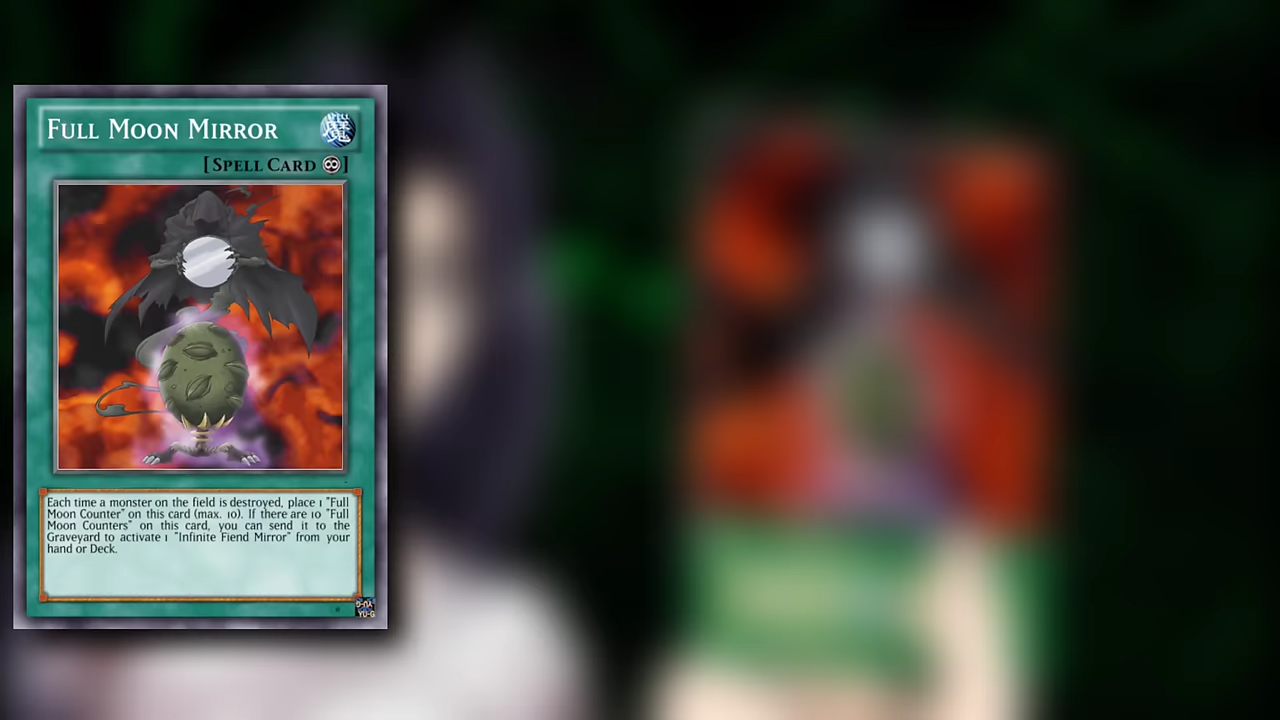 FULL MOON MIRROR
[SPELL CARD ]
Each time a monster on the field is destroyed, place 1 "Full
Moon Counter" on this card (max. 10). If there are 10 "Full
Moon Counters" on this card, you can send it to the
Graveyard to activate 1 "Infinite Fiend Mirror" from your
hand or Deck.